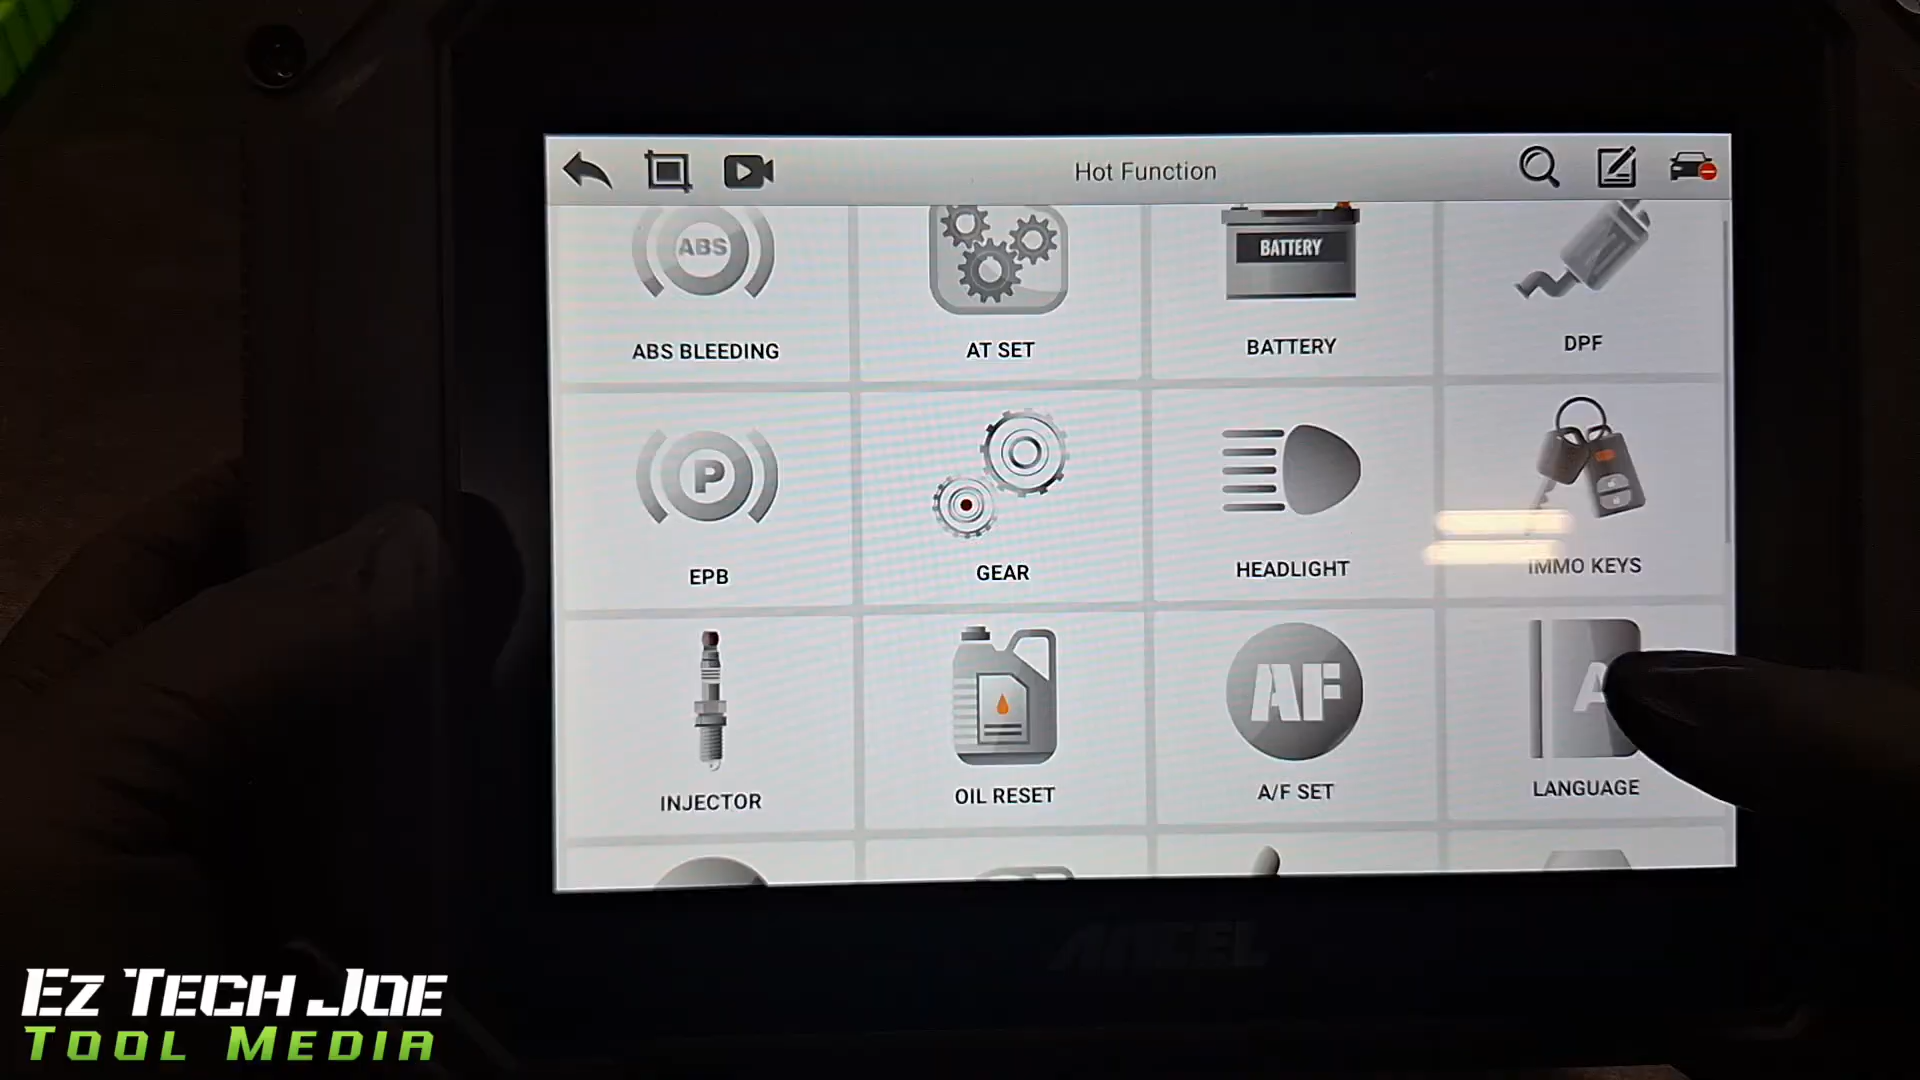 Hot Function
ABS
BATTERY
ABS BLEEDING
AT SET
BATTERY
DPF
P
EPB
GEAR
HEADLIGHT
IMMO KEYS
AF
A
INJECTOR
OIL RESET
A/F SET
LANGUAGE
ANCEL
EZ TECH JOE
TOOL MEDIA